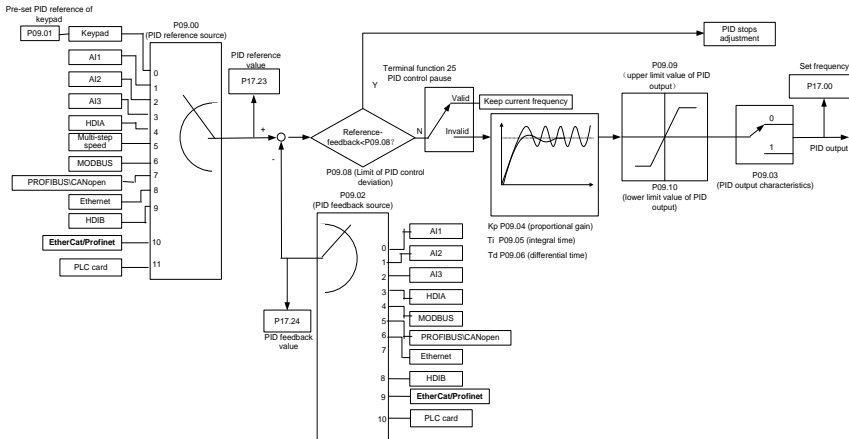 Pre-set PID reference of
keypad
P09.01
Keypad
AI1
AI2
AI3
HDIA
Multi-step
speed
MODBUS
PROFIBUS\CANopen
Ethernet
HDIB
EtherCat/Profinet
PLC card
P09.00
(PID reference source)
0
1
2
3
4
5
6
7
8
9
10
11
PID reference
value
P17.23
+
-
Reference-
feedback<P09.08?
Y
N
P09.08 (Limit of PID control
deviation)
Terminal function 25
PID control pause
Valid
Invalid
Keep current frequency
PID stops
adjustment
Kp P09.04 (proportional gain)
Ti P09.05 (integral time)
Td P09.06 (differential time)
P09.09
(upper limit value of PID
output)
P09.10
(lower limit value of PID
output)
0
1
P09.03
(PID output characteristics)
Set frequency
P17.00
PID output
P17.24
PID feedback
value
P09.02
(PID feedback source)
0
1
2
3
4
5
6
7
8
9
10
AI1
AI2
AI3
HDIA
MODBUS
PROFIBUS\CANopen
Ethernet
HDIB
EtherCat/Profinet
PLC card